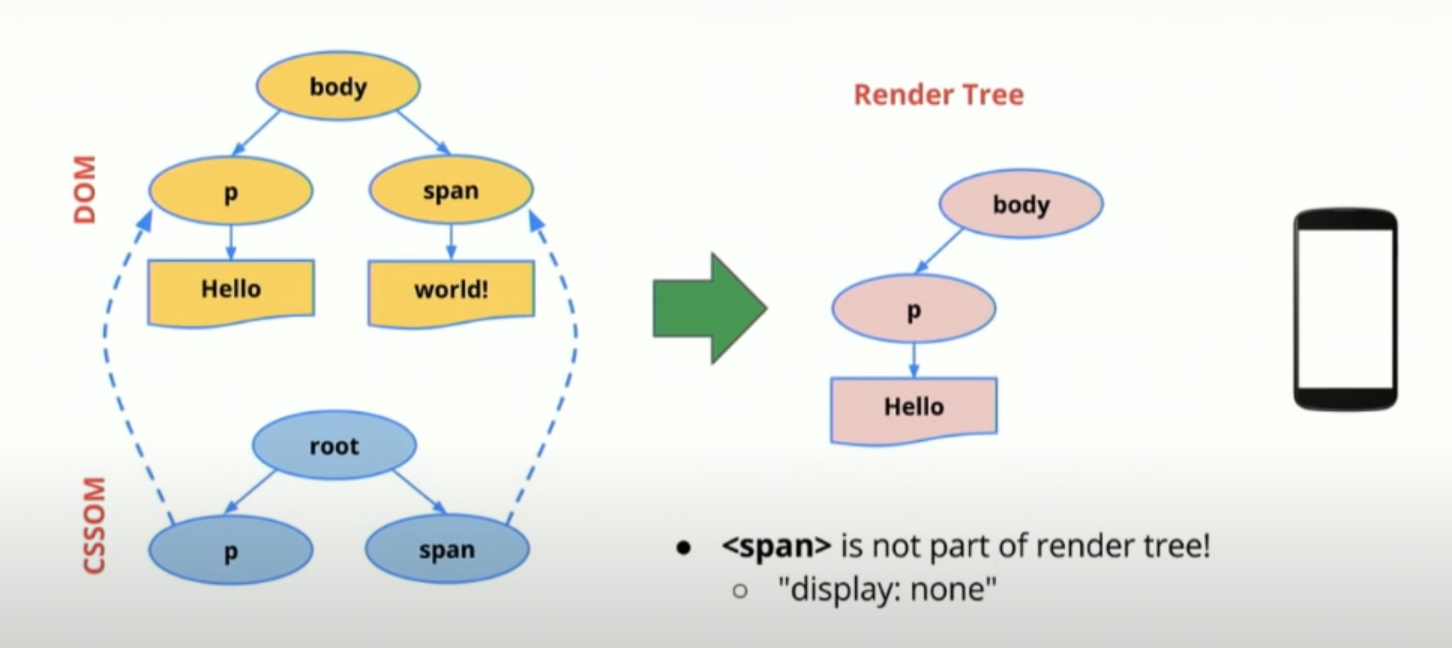 DOM
body
p
span
Hello
world!
CSSOM
root
p
span
Render Tree
body
p
Hello
<span> is not part of render tree!
"display: none"